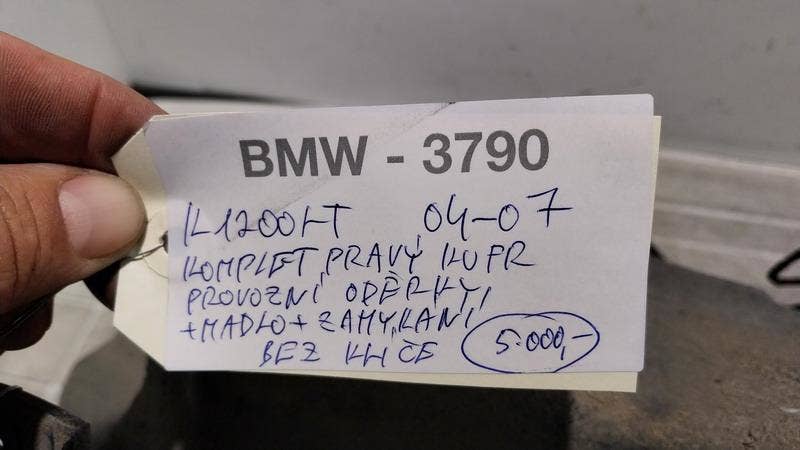 BMW - 3790
K1200LT 04-07
KOMPLET PRAVÝ KUFR
PROVOZNÍ ODĚRKY,
+MADLO+ZAMYKÁNÍ
BEZ KLÍČE 5.000,-